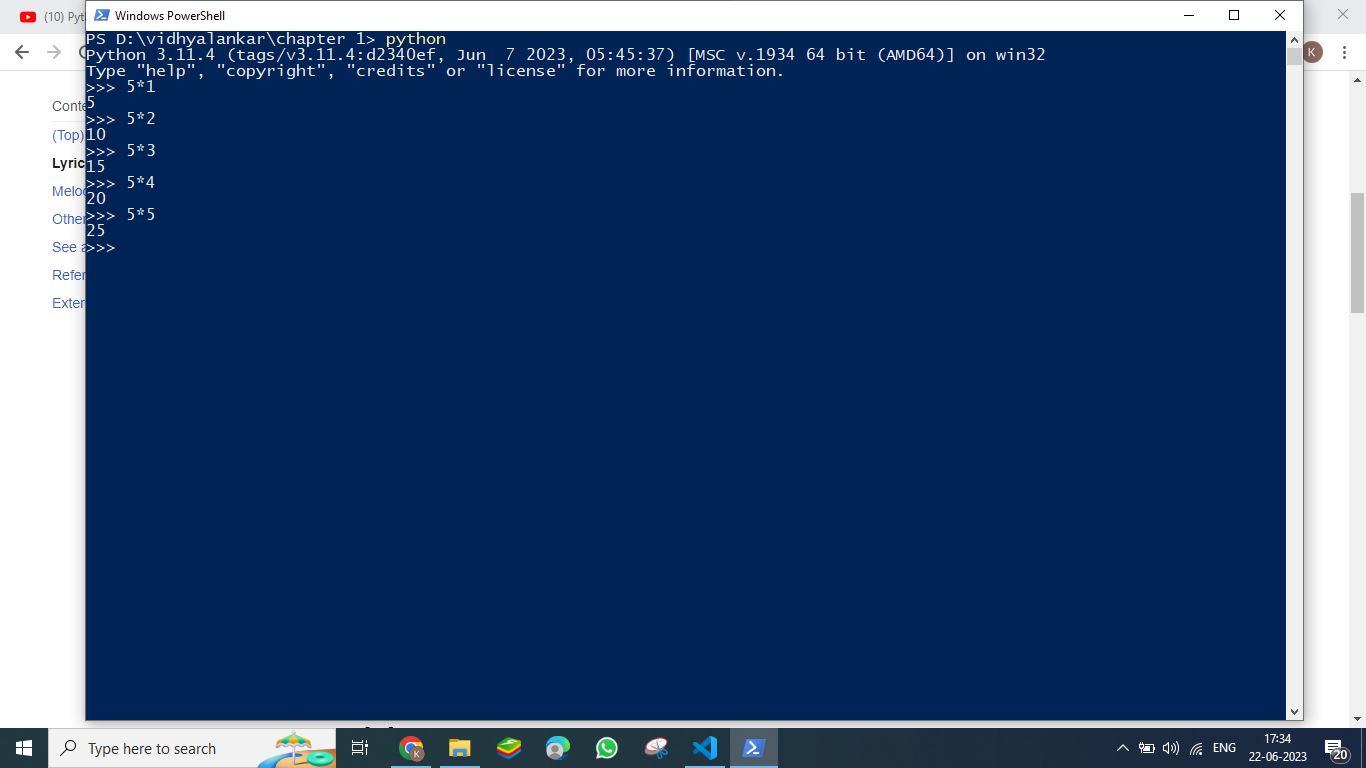 (10) Pyt
Windows PowerShell
PS D:\vidhyalankar\chapter 1> python
Python 3.11.4 (tags/v3.11.4:d2340ef, Jun  7 2023, 05:45:37) [MSC v.1934 64 bit (AMD64)] on win32
Type "help", "copyright", "credits" or "license" for more information.
>>> 5*1
5
>>> 5*2
10
>>> 5*3
15
>>> 5*4
20
>>> 5*5
25
>>>
K
Conte
(Top)
Lyric
Melo
Other
See a
Refer
Exter
Type here to search
K
ENG
17:34
22-06-2023
20